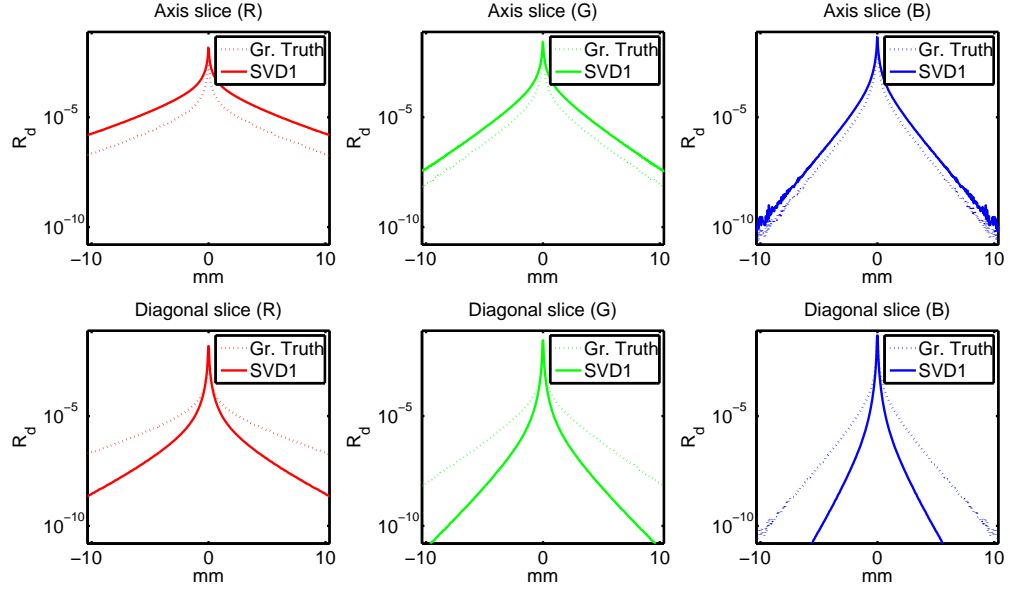 Axis slice (R)
Axis slice (G)
Axis slice (B)
Gr. Truth
SVD1
Gr. Truth
SVD1
Gr. Truth
SVD1
R_d
10^−5
10^−10
R_d
10^−5
10^−10
R_d
10^−5
10^−10
−10 0 10
−10 0 10
−10 0 10
mm
mm
mm
Diagonal slice (R)
Diagonal slice (G)
Diagonal slice (B)
Gr. Truth
SVD1
Gr. Truth
SVD1
Gr. Truth
SVD1
R_d
10^−5
10^−10
R_d
10^−5
10^−10
R_d
10^−5
10^−10
−10 0 10
−10 0 10
−10 0 10
mm
mm
mm